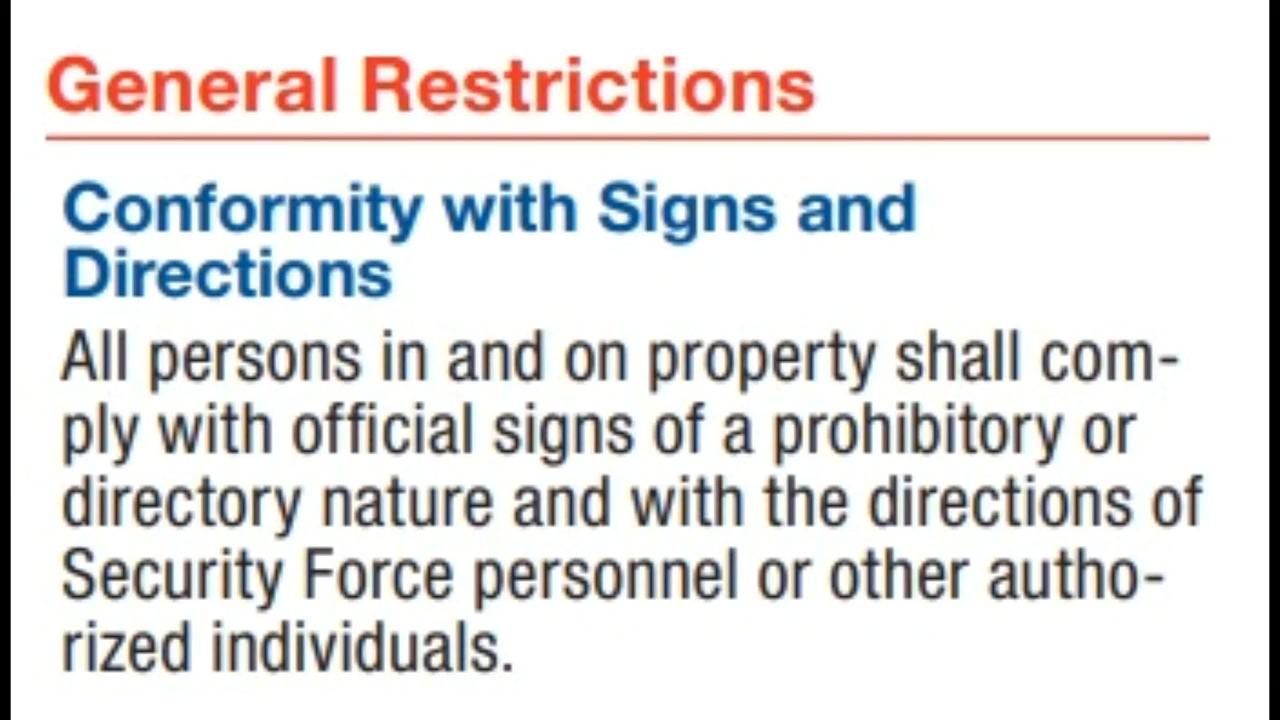 General Restrictions
Conformity with Signs and
Directions
All persons in and on property shall com-
ply with official signs of a prohibitory or
directory nature and with the directions of
Security Force personnel or other autho-
rized individuals.